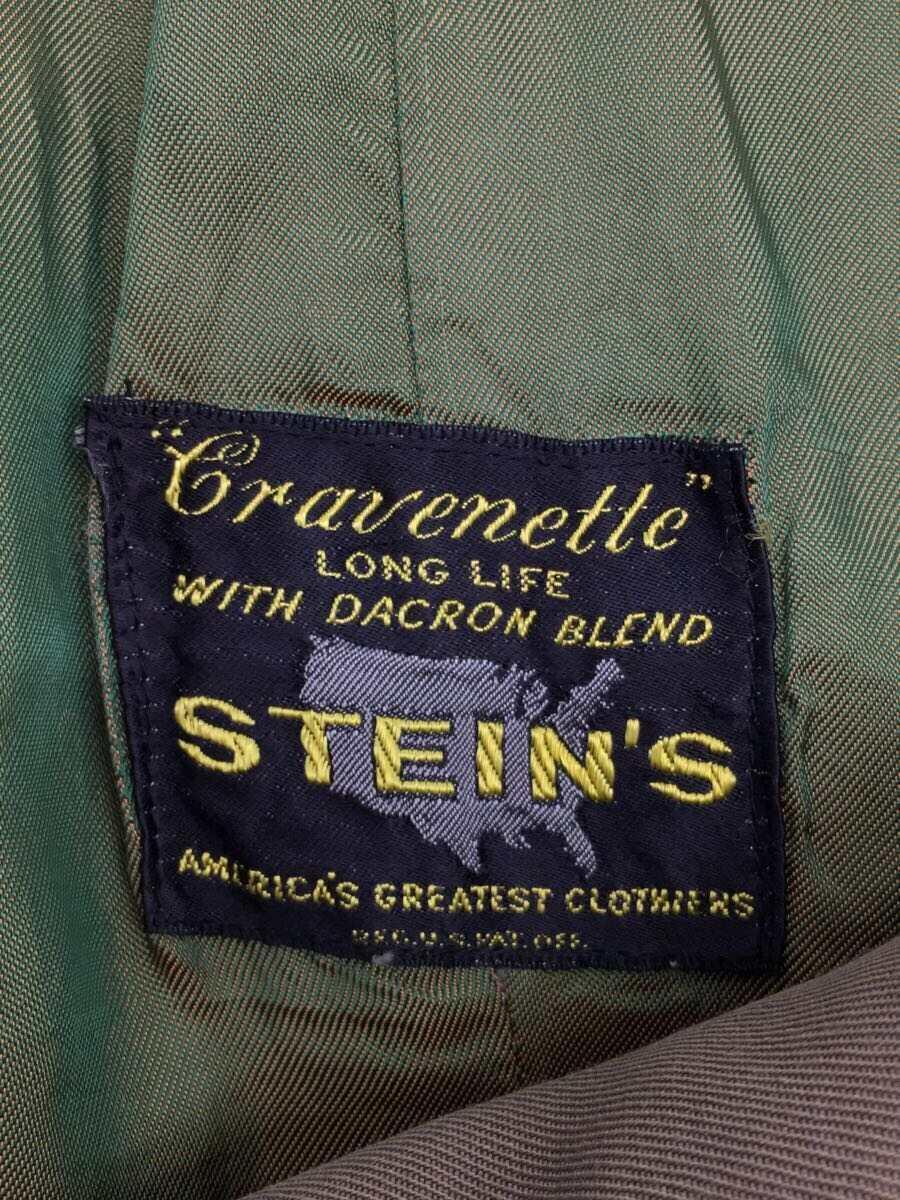 "Cravenette"
LONG LIFE
WITH DACRON BLEND
STEIN'S
AMERICA'S GREATEST CLOTHIERS
REG. U.S. PAT. OFF.